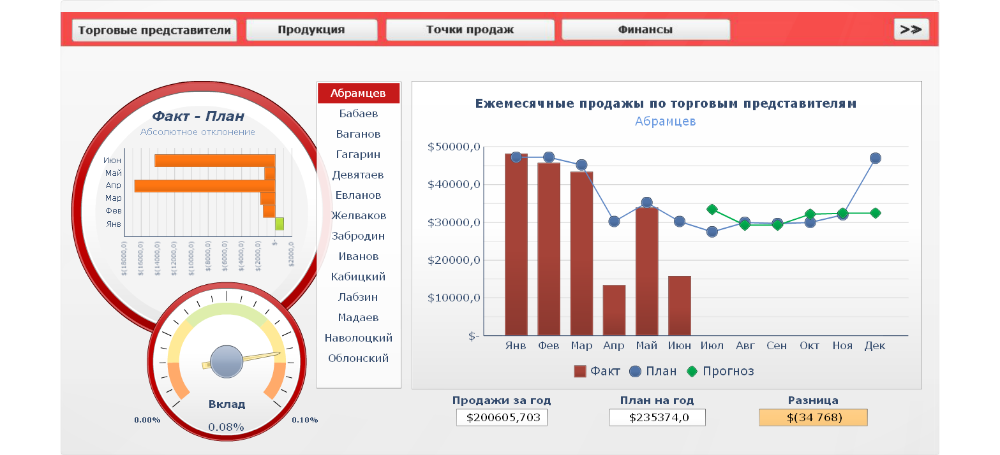 Торговые представители
Продукция
Точки продаж
Финансы
>>
Факт - План
Абсолютное отклонение
Июн
Май
Апр
Мар
Фев
Янв
$(18000,0)
$(16000,0)
$(14000,0)
$(12000,0)
$(10000,0)
$(8000,0)
$(6000,0)
$(4000,0)
$(2000,0)
$-
$2000,0
Вклад
0.00%
0.10%
0.08%
Абрамцев
Бабаев
Ваганов
Гагарин
Девятаев
Евланов
Желваков
Забродин
Иванов
Кабицкий
Лабзин
Мадаев
Наволоцкий
Облонский
Ежемесячные продажы по торговым представителям
Абрамцев
$50000,0
$40000,0
$30000,0
$20000,0
$10000,0
$-
Янв Фев Мар Апр Май Июн Июл Авг Сен Окт Ноя Дек
Факт План Прогноз
Продажи за год
$200605,703
План на год
$235374,0
Разница
$(34 768)